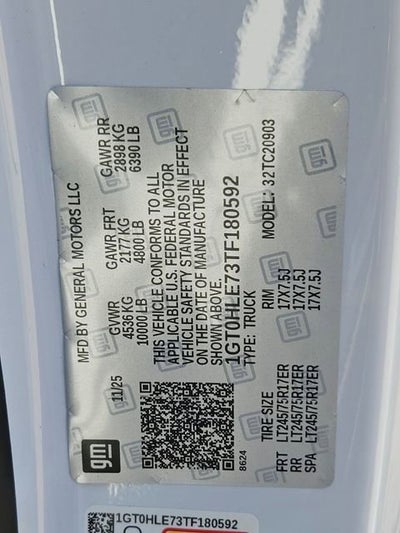 MFD BY GENERAL MOTORS LLC
11/25
GVWR GAWR FRT GAWR RR
4536 KG 2177 KG 2898 KG
10000 LB 4800 LB 6390 LB
THIS VEHICLE CONFORMS TO ALL
APPLICABLE U.S. FEDERAL MOTOR
VEHICLE SAFETY STANDARDS IN EFFECT
ON THE DATE OF MANUFACTURE
SHOWN ABOVE.
1GT0HLE73TF180592
TYPE: TRUCK
MODEL: 32TC20903
8624
TIRE SIZE RIM
FRT LT245/75R17ER 17X7.5J
RR LT245/75R17ER 17X7.5J
SPA LT245/75R17ER 17X7.5J
gm
1GT0HLE73TF180592